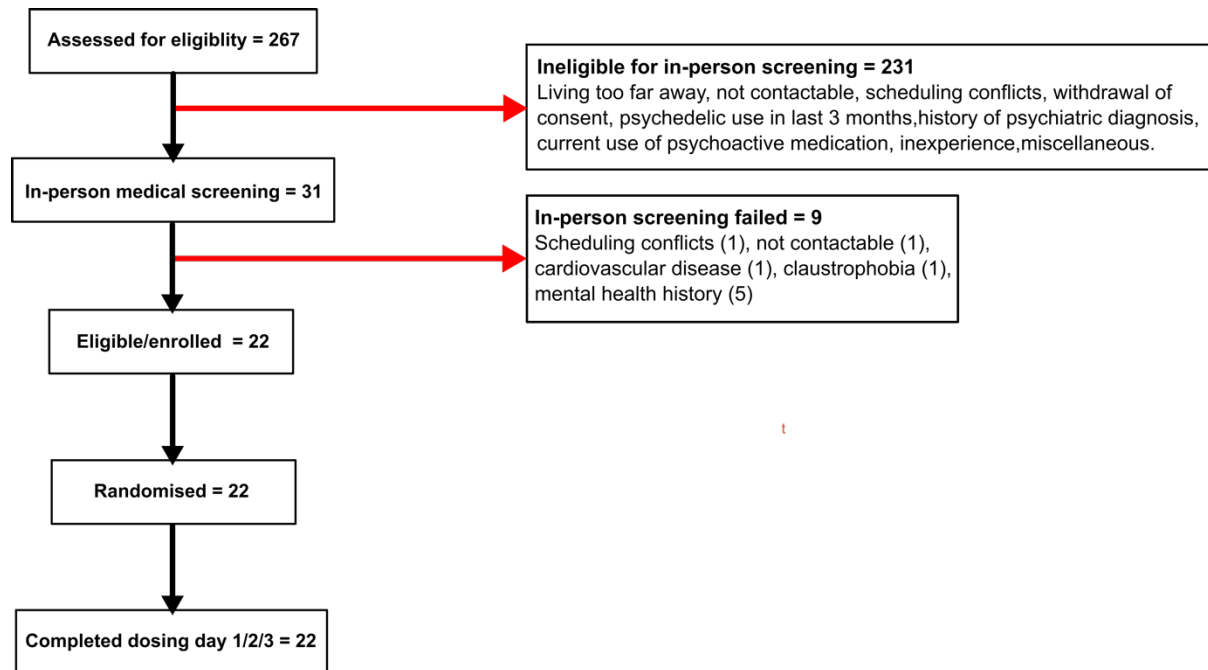 Assessed for eligiblity = 267
Ineligible for in-person screening = 231
Living too far away, not contactable, scheduling conflicts, withdrawal of
consent, psychedelic use in last 3 months,history of psychiatric diagnosis,
current use of psychoactive medication, inexperience,miscellaneous.
In-person medical screening = 31
In-person screening failed = 9
Scheduling conflicts (1), not contactable (1),
cardiovascular disease (1), claustrophobia (1),
mental health history (5)
Eligible/enrolled = 22
t
Randomised = 22
Completed dosing day 1/2/3 = 22